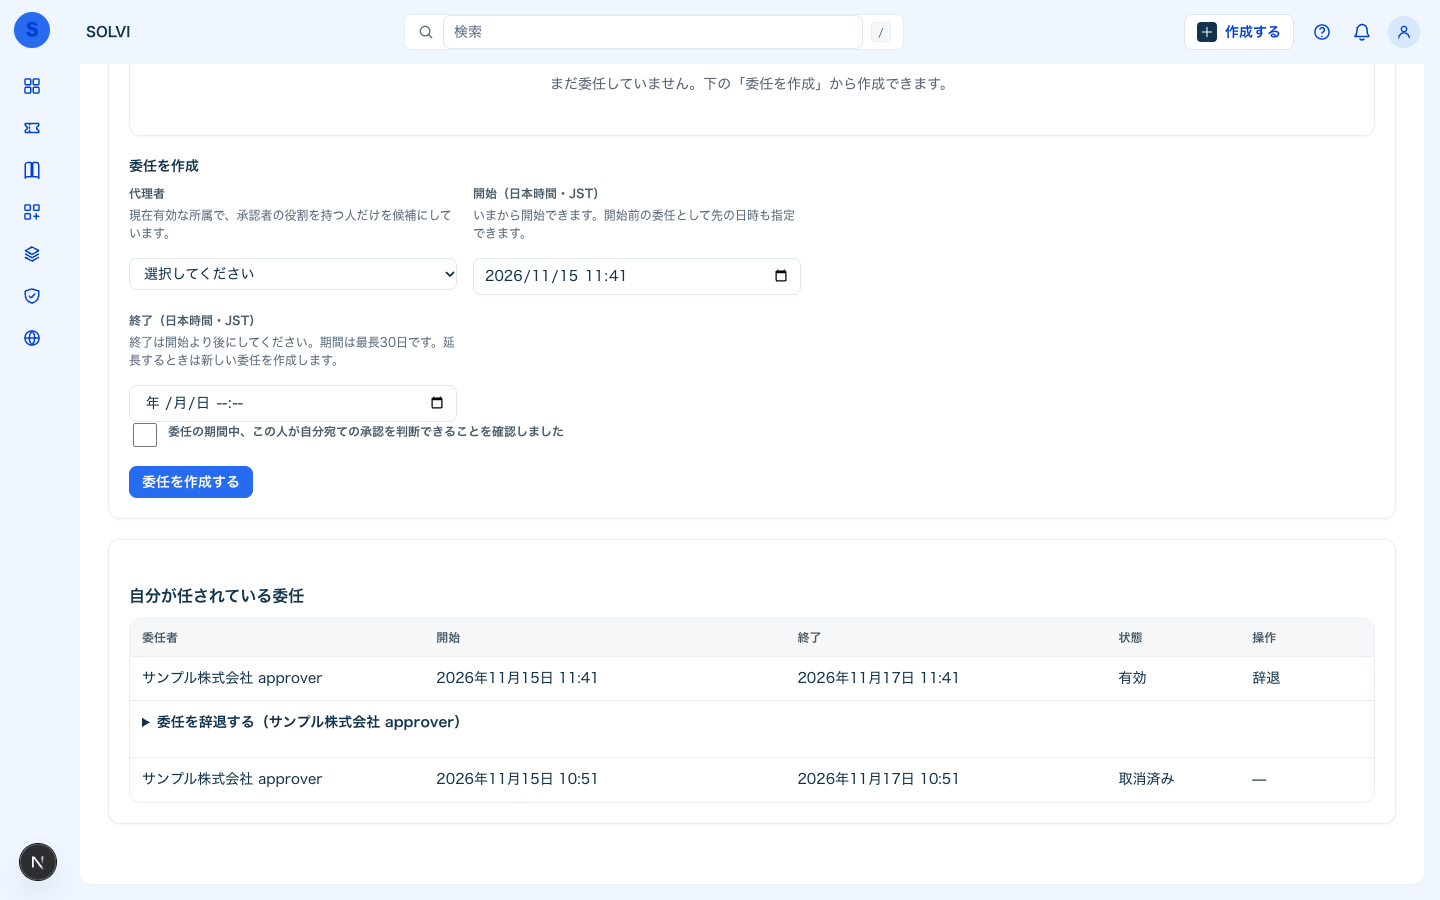 S
SOLVI
検索
/
作成する
まだ委任していません。下の「委任を作成」から作成できます。
委任を作成
代理者
現在有効な所属で、承認者の役割を持つ人だけを候補にして
います。
選択してください
開始（日本時間・JST）
いまから開始できます。開始前の委任として先の日時も指定
できます。
2026/11/15 11:41
終了（日本時間・JST）
終了は開始より後にしてください。期間は最長30日です。延
長するときは新しい委任を作成します。
年 /月/日 --:--
委任の期間中、この人が自分宛ての承認を判断できることを確認しました
委任を作成する
自分が任されている委任
委任者 開始 終了 状態 操作
サンプル株式会社 approver 2026年11月15日 11:41 2026年11月17日 11:41 有効 辞退
▶ 委任を辞退する（サンプル株式会社 approver）
サンプル株式会社 approver 2026年11月15日 10:51 2026年11月17日 10:51 取消済み —
N